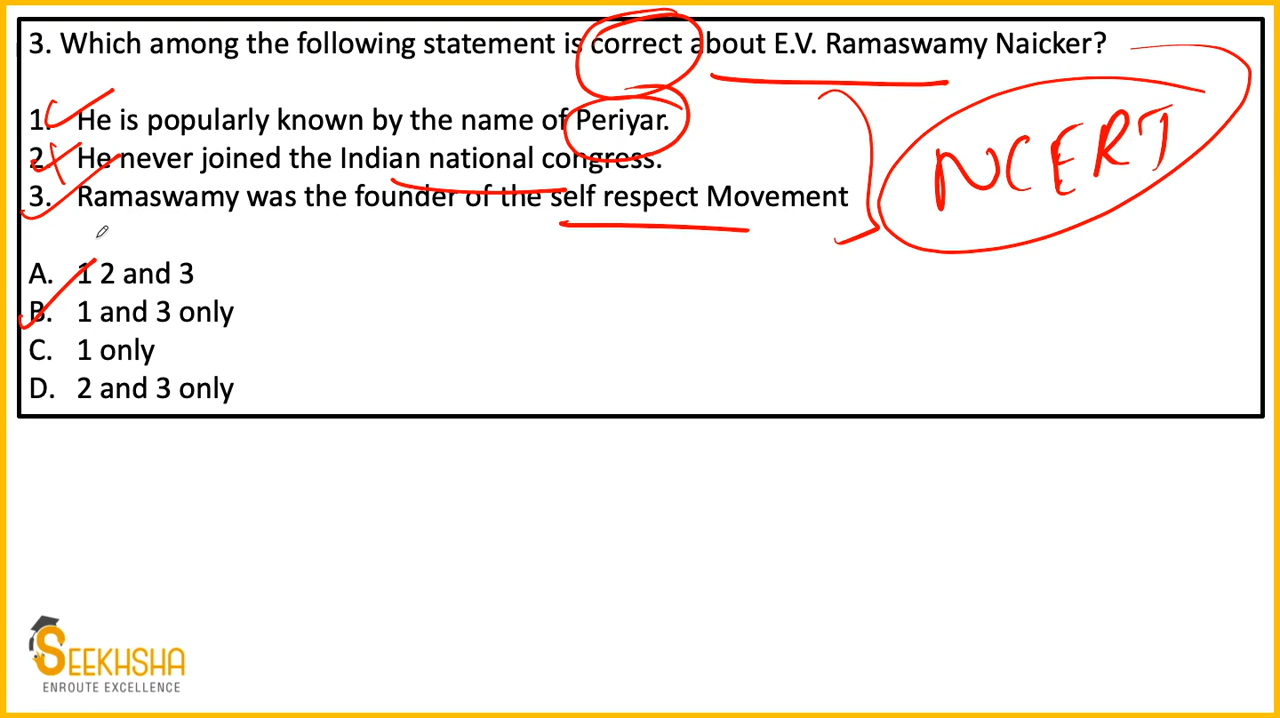 3. Which among the following statement is correct about E.V. Ramaswamy Naicker?
1. He is popularly known by the name of Periyar.
2. He never joined the Indian national congress.
3. Ramaswamy was the founder of the self respect Movement
NCERT
A. 1 2 and 3
B. 1 and 3 only
C. 1 only
D. 2 and 3 only
SEEKHSHA
ENROUTE EXCELLENCE